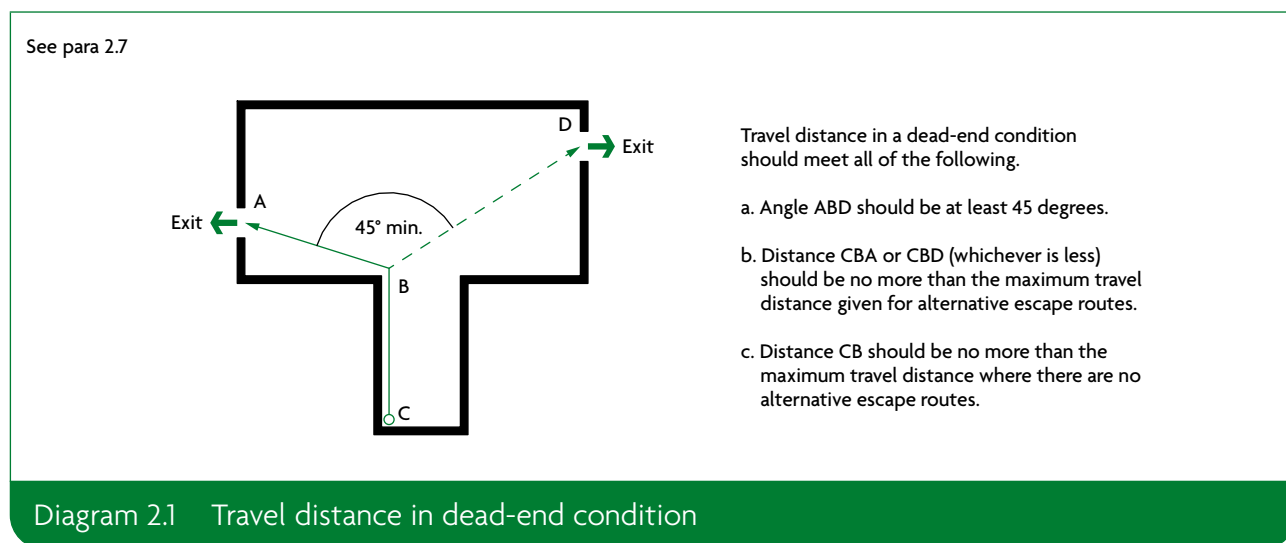 See para 2.7
D
Exit
A
Exit
45° min.
B
C
Travel distance in a dead-end condition
should meet all of the following.
a. Angle ABD should be at least 45 degrees.
b. Distance CBA or CBD (whichever is less)
should be no more than the maximum travel
distance given for alternative escape routes.
c. Distance CB should be no more than the
maximum travel distance where there are no
alternative escape routes.
Diagram 2.1 Travel distance in dead-end condition